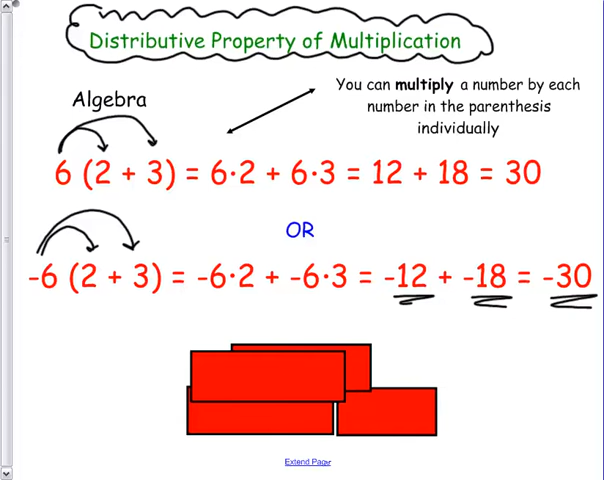 Distributive Property of Multiplication
You can multiply a number by each
number in the parenthesis
individually
Algebra
6 (2 + 3) = 6·2 + 6·3 = 12 + 18 = 30
OR
-6 (2 + 3) = -6·2 + -6·3 = -12 + -18 = -30
Extend Page